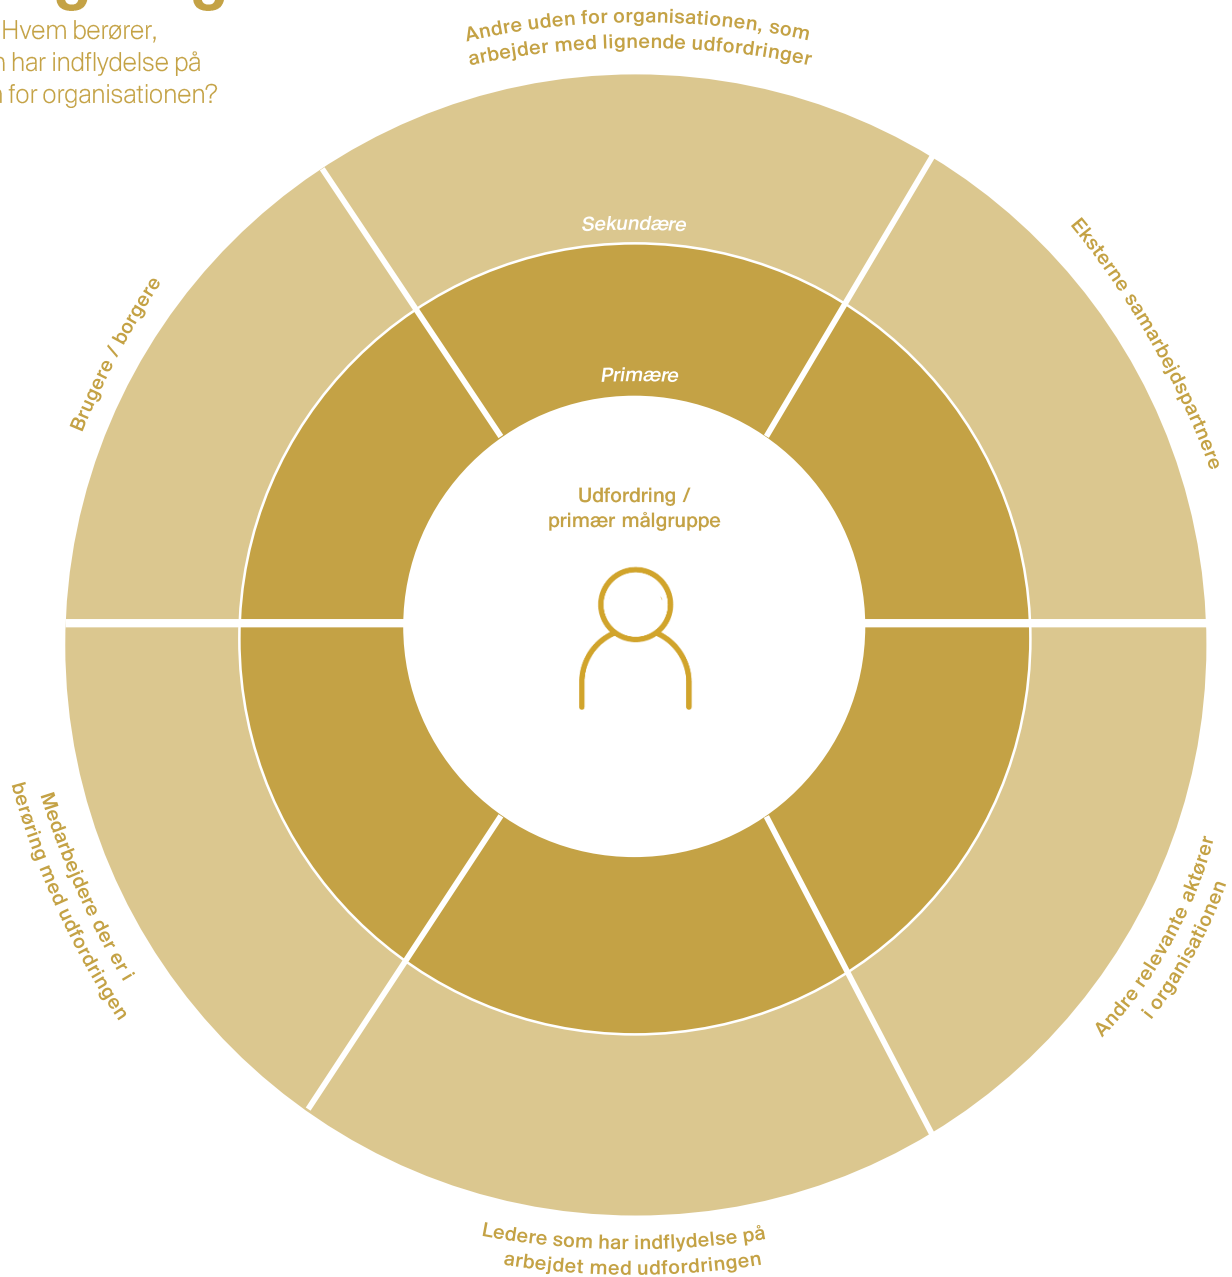 Hvem berører,
har indflydelse på
for organisationen?
Andre uden for organisationen, som
arbejder med lignende udfordringer
Eksterne samarbejdspartnere
Brugere / borgere
Sekundære
Primære
Udfordring /
primær målgruppe
Medarbejdere der er i
berøring med udfordringen
Andre relevante aktører
i organisationen
Ledere som har indflydelse på
arbejdet med udfordringen